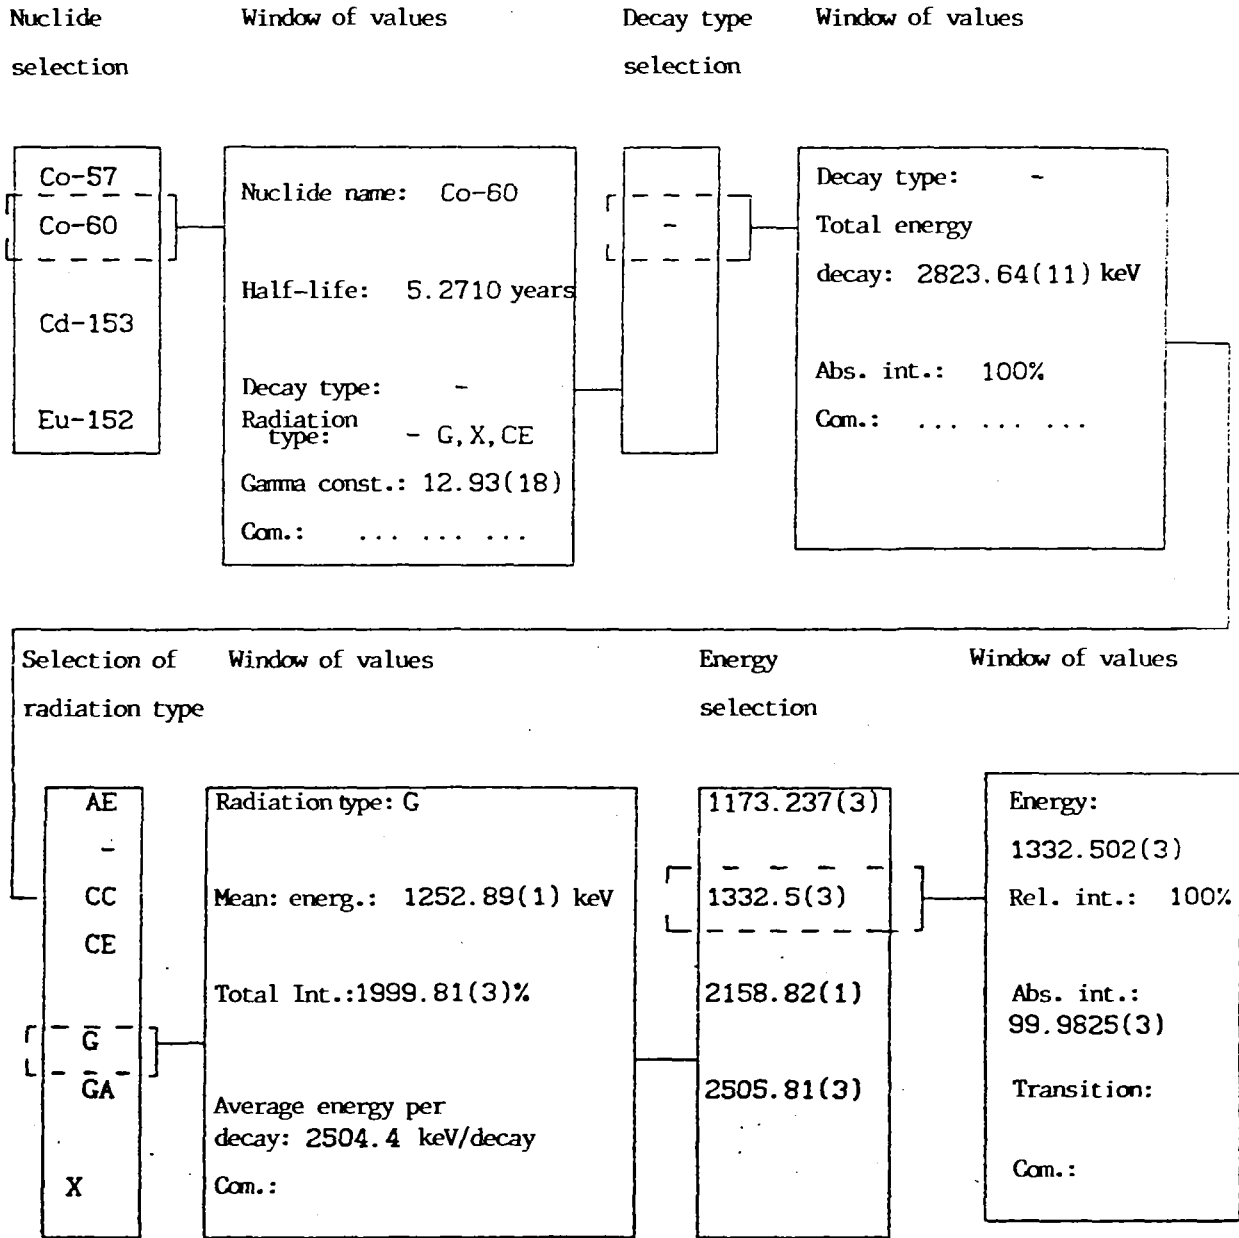 Nuclide selection
Window of values
Decay type selection
Window of values
Co-57
Co-60
Cd-153
Eu-152
Nuclide name: Co-60
Half-life: 5.2710 years
Decay type: -
Radiation type: - G, X, CE
Gamma const.: 12.93(18)
Com.: ... ... ...
-
Decay type: -
Total energy
decay: 2823.64(11) keV
Abs. int.: 100%
Com.: ... ... ...
Selection of radiation type
Window of values
Energy selection
Window of values
AE
-
CC
CE
G
GA
X
Radiation type: G
Mean: energ.: 1252.89(1) keV
Total Int.:1999.81(3)%
Average energy per
decay: 2504.4 keV/decay
Com.:
1173.237(3)
1332.5(3)
2158.82(1)
2505.81(3)
Energy:
1332.502(3)
Rel. int.: 100%
Abs. int.:
99.9825(3)
Transition:
Com.: